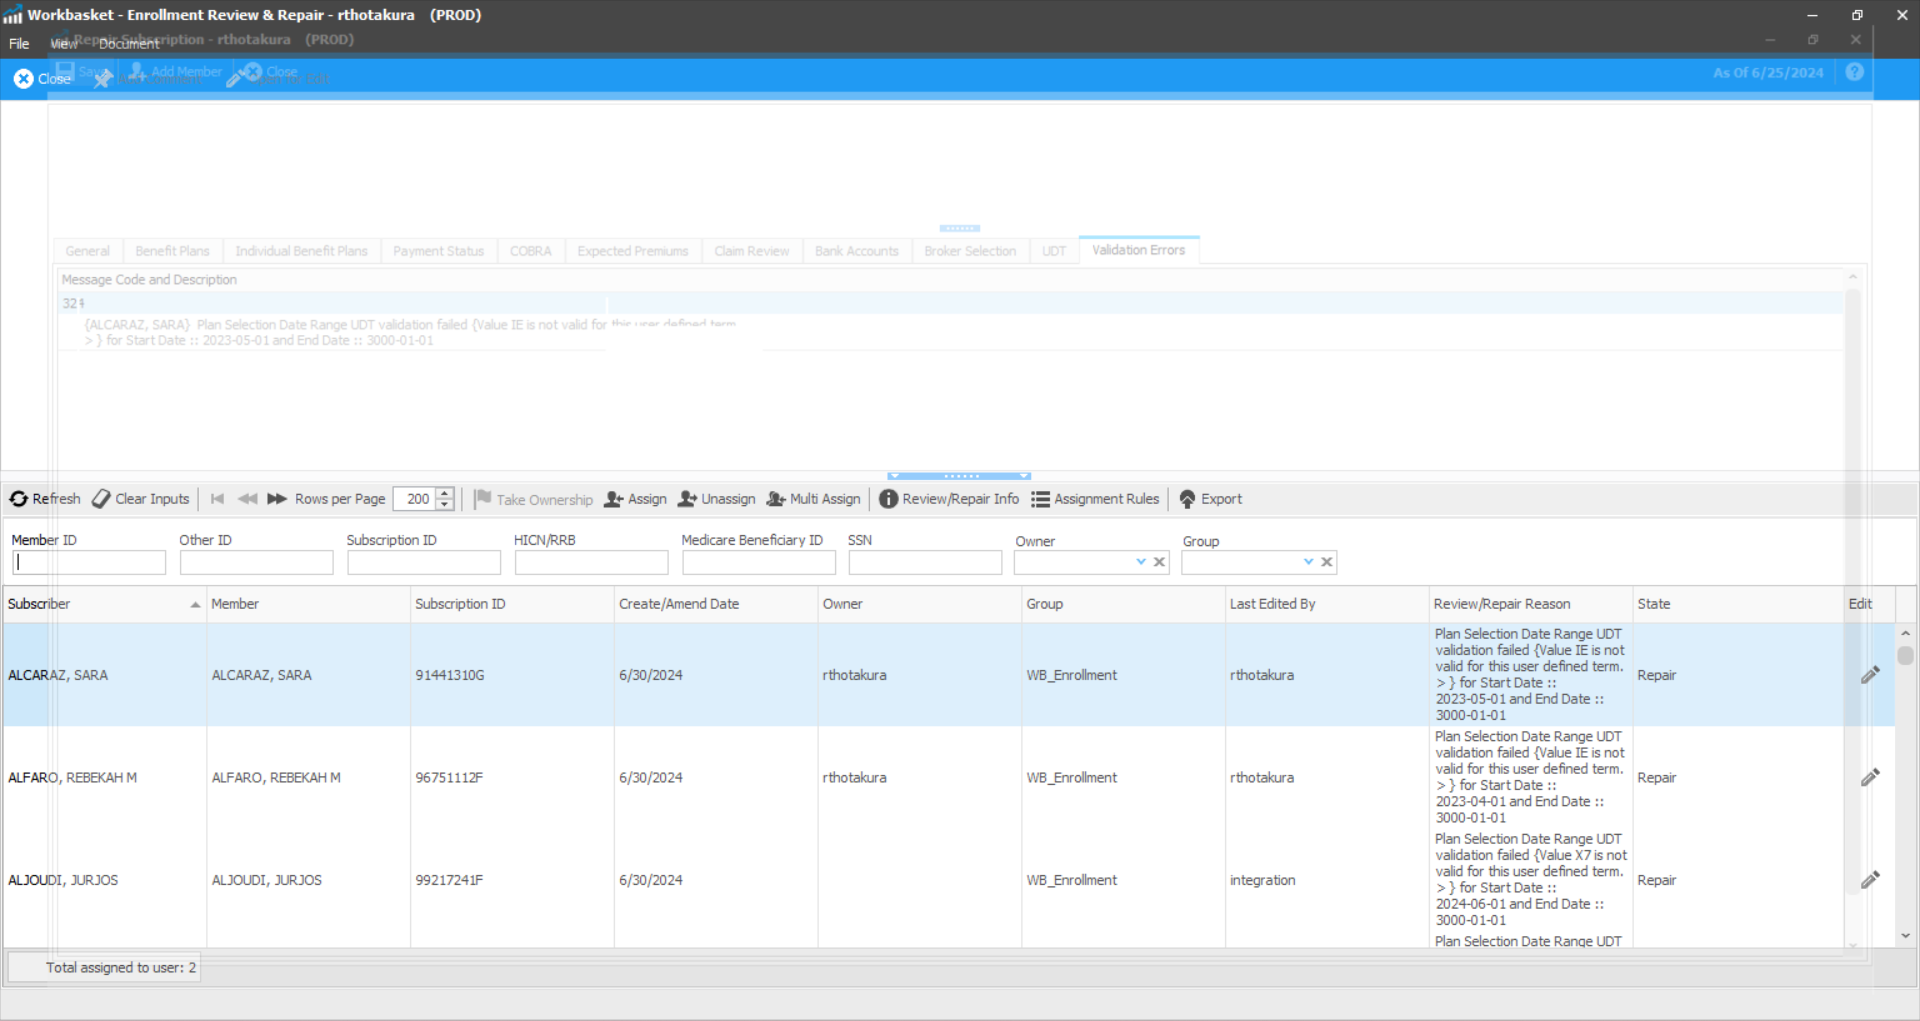 Workbasket - Enrollment Review & Repair - rthotakura (PROD)
Repair Subscription - rthotakura (PROD)
File View Document
Close
Save Add Member Close
As Of 6/25/2024
General Benefit Plans Individual Benefit Plans Payment Status COBRA Expected Premiums Claim Review Bank Accounts Broker Selection UDT Validation Errors
Message Code and Description
{ALCARAZ, SARA} Plan Selection Date Range UDT validation failed {Value IE is not valid for this user defined term
> } for Start Date :: 2023-05-01 and End Date :: 3000-01-01
Refresh Clear Inputs Rows per Page 200 Take Ownership Assign Unassign Multi Assign Review/Repair Info Assignment Rules Export
Member ID Other ID Subscription ID HICN/RRB Medicare Beneficiary ID SSN Owner Group
Subscriber Member Subscription ID Create/Amend Date Owner Group Last Edited By Review/Repair Reason State Edit
ALCARAZ, SARA ALCARAZ, SARA 91441310G 6/30/2024 rthotakura WB_Enrollment rthotakura
Plan Selection Date Range UDT
validation failed {Value IE is not
valid for this user defined term.
> } for Start Date ::
2023-05-01 and End Date ::
3000-01-01
Repair
ALFARO, REBEKAH M ALFARO, REBEKAH M 96751112F 6/30/2024 rthotakura WB_Enrollment rthotakura
Plan Selection Date Range UDT
validation failed {Value IE is not
valid for this user defined term.
> } for Start Date ::
2023-04-01 and End Date ::
3000-01-01
Repair
ALJOUDI, JURJOS ALJOUDI, JURJOS 99217241F 6/30/2024 WB_Enrollment integration
Plan Selection Date Range UDT
validation failed {Value X7 is not
valid for this user defined term.
> } for Start Date ::
2024-06-01 and End Date ::
3000-01-01
Repair
Plan Selection Date Range UDT
Total assigned to user: 2